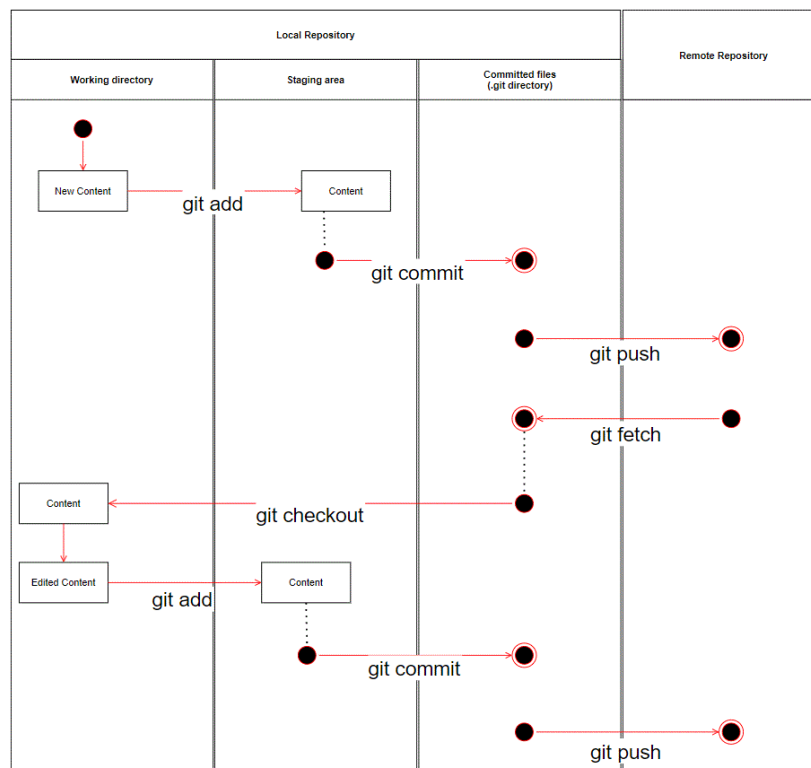 Local Repository
Remote Repository
Working directory
Staging area
Committed files
(.git directory)
New Content
git add
Content
git commit
git push
git fetch
Content
git checkout
Edited Content
git add
Content
git commit
git push